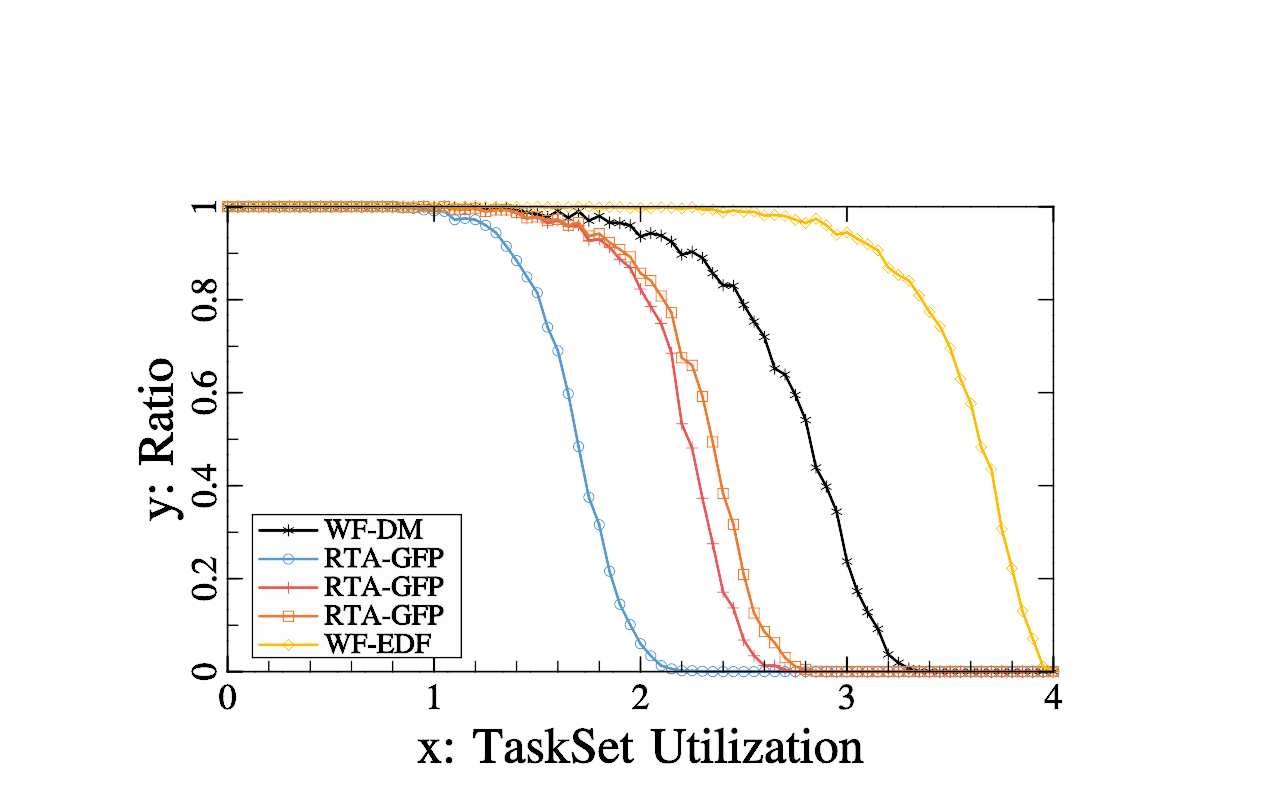 1
0.8
0.6
0.4
0.2
0
y: Ratio
WF-DM
RTA-GFP
RTA-GFP
RTA-GFP
WF-EDF
0 1 2 3 4
x: TaskSet Utilization